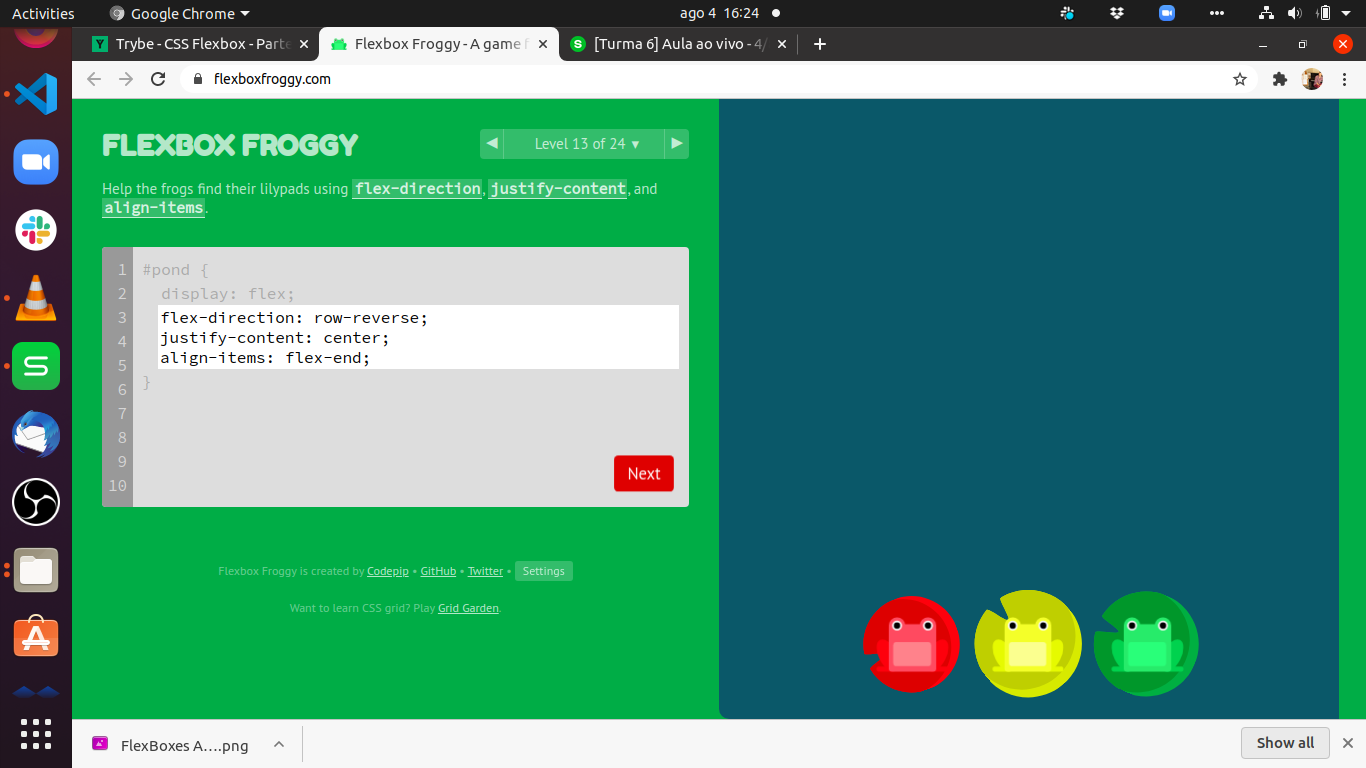 Activities
Google Chrome
ago 4 16:24
Trybe - CSS Flexbox - Parte
Flexbox Froggy - A game f
[Turma 6] Aula ao vivo - 4/
flexboxfroggy.com
FLEXBOX FROGGY
◀ Level 13 of 24 ▾ ▶
Help the frogs find their lilypads using flex-direction, justify-content, and
align-items.
1 #pond {
2 display: flex;
3 flex-direction: row-reverse;
4 justify-content: center;
5 align-items: flex-end;
6 }
7
8
9
10
Next
Flexbox Froggy is created by Codepip • GitHub • Twitter • Settings
Want to learn CSS grid? Play Grid Garden.
FlexBoxes A....png
Show all